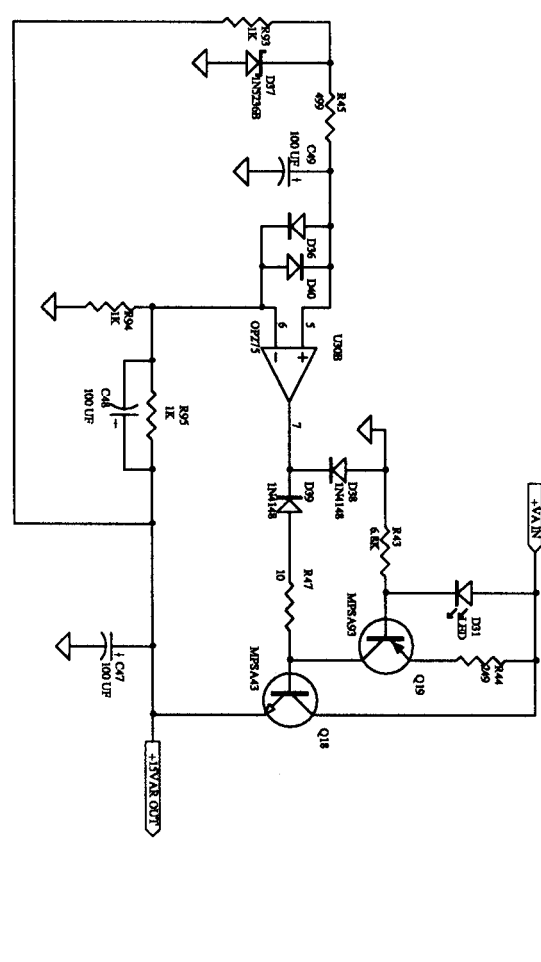 R93
1K
D37
1N5236B
R45
499
C49
100 UF
+
D36
D40
R94
1K
6
5
OPZ75
U30B
+
-
7
R95
1K
C48
100 UF
-
D38
1N4148
D39
1N4148
+VA IN
R43
6.8K
D31
LED
R47
10
MPSA93
R44
249
Q19
MPSA43
Q18
+
C47
100 UF
+15VAR OUT